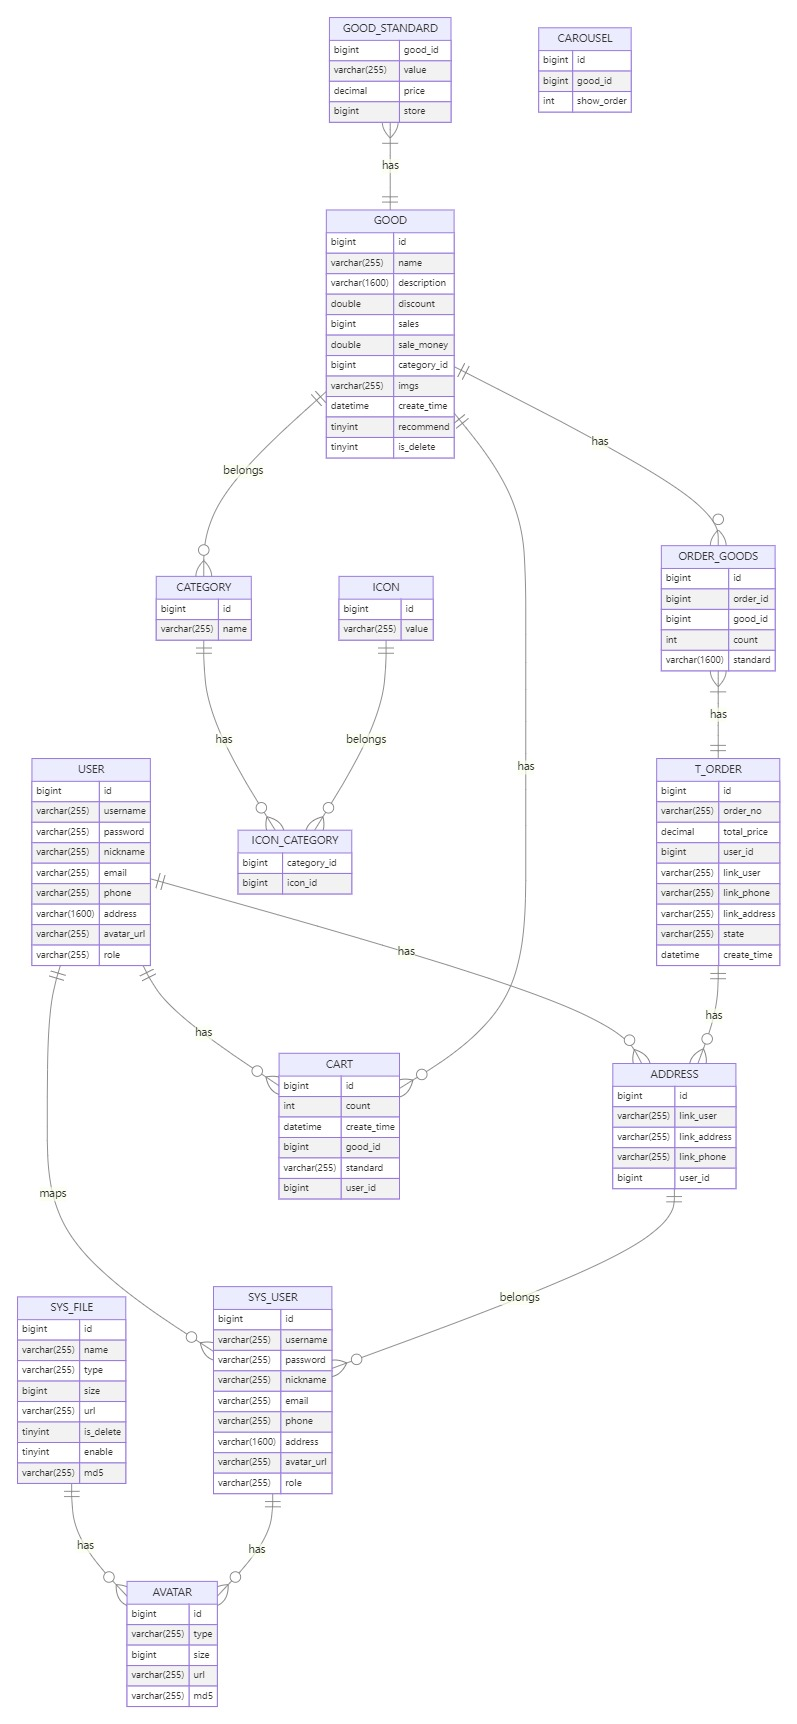 GOOD_STANDARD
bigint good_id
varchar(255) value
decimal price
bigint store
CAROUSEL
bigint id
bigint good_id
int show_order
has
GOOD
bigint id
varchar(255) name
varchar(1600) description
double discount
bigint sales
double sale_money
bigint category_id
varchar(255) imgs
datetime create_time
tinyint recommend
tinyint is_delete
belongs
has
CATEGORY
bigint id
varchar(255) name
ICON
bigint id
varchar(255) value
ORDER_GOODS
bigint id
bigint order_id
bigint good_id
int count
varchar(1600) standard
has
belongs
has
has
USER
bigint id
varchar(255) username
varchar(255) password
varchar(255) nickname
varchar(255) email
varchar(255) phone
varchar(1600) address
varchar(255) avatar_url
varchar(255) role
ICON_CATEGORY
bigint category_id
bigint icon_id
T_ORDER
bigint id
varchar(255) order_no
decimal total_price
bigint user_id
varchar(255) link_user
varchar(255) link_phone
varchar(255) link_address
varchar(255) state
datetime create_time
has
has
has
CART
bigint id
int count
datetime create_time
bigint good_id
varchar(255) standard
bigint user_id
ADDRESS
bigint id
varchar(255) link_user
varchar(255) link_address
varchar(255) link_phone
bigint user_id
maps
belongs
SYS_FILE
bigint id
varchar(255) name
varchar(255) type
bigint size
varchar(255) url
tinyint is_delete
tinyint enable
varchar(255) md5
SYS_USER
bigint id
varchar(255) username
varchar(255) password
varchar(255) nickname
varchar(255) email
varchar(255) phone
varchar(1600) address
varchar(255) avatar_url
varchar(255) role
has
has
AVATAR
bigint id
varchar(255) type
bigint size
varchar(255) url
varchar(255) md5